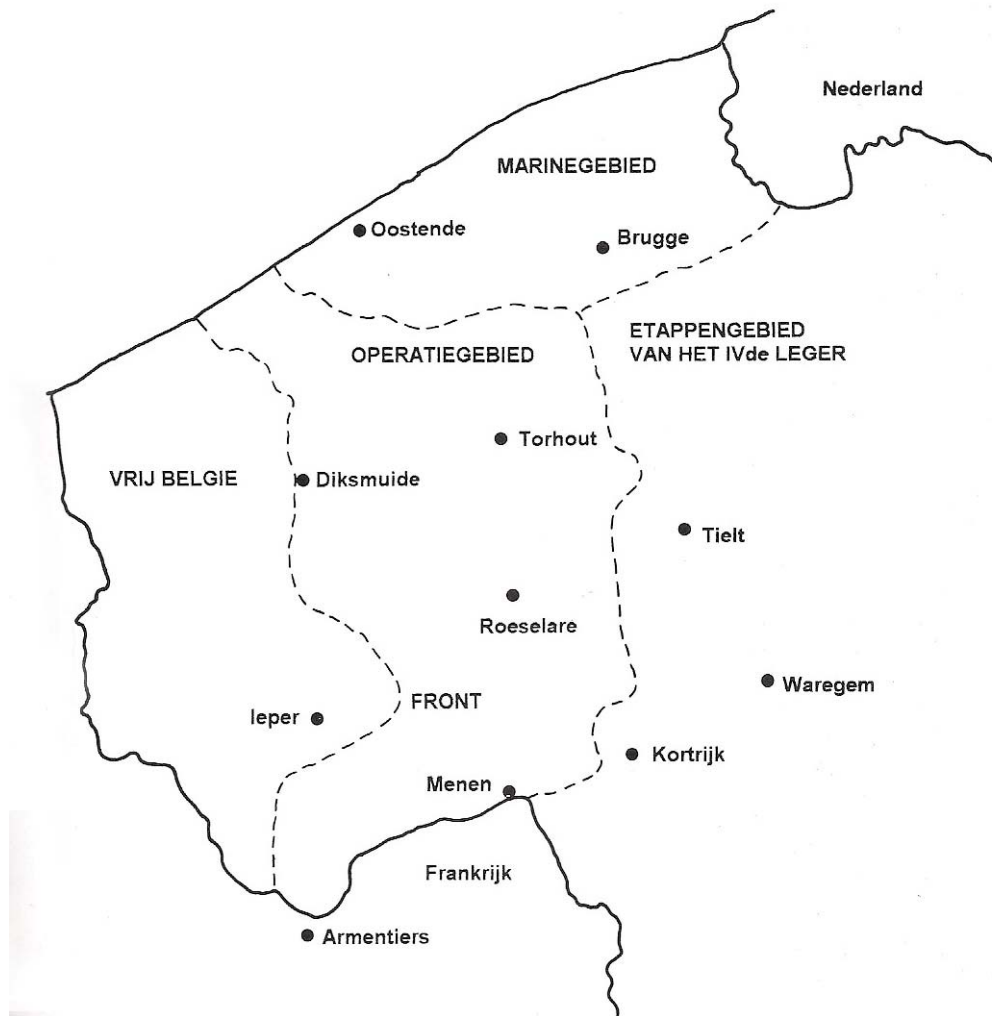 Nederland
MARINEGEBIED
Oostende
Brugge
ETAPPENGEBIED
VAN HET IVde LEGER
OPERATIEGEBIED
Torhout
VRIJ BELGIE
Diksmuide
Tielt
Roeselare
Waregem
FRONT
Ieper
Kortrijk
Menen
Frankrijk
Armentiers